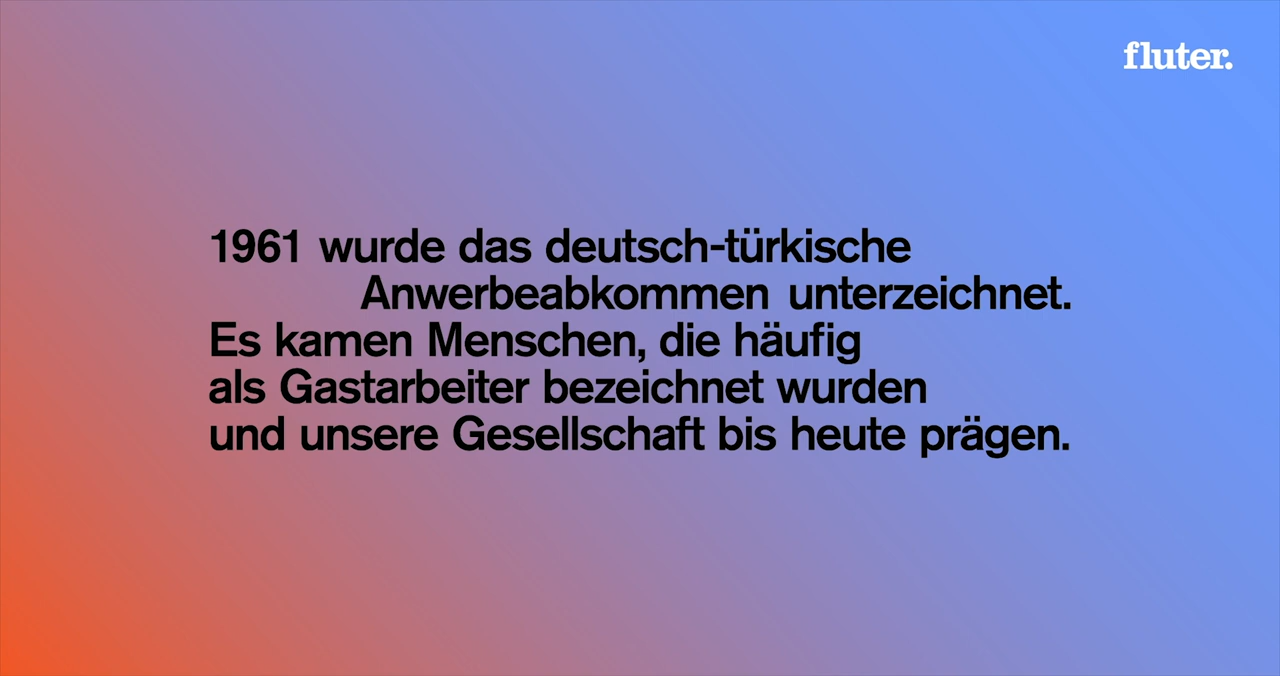 fluter.
1961 wurde das deutsch-türkische
Anwerbeabkommen unterzeichnet.
Es kamen Menschen, die häufig
als Gastarbeiter bezeichnet wurden
und unsere Gesellschaft bis heute prägen.